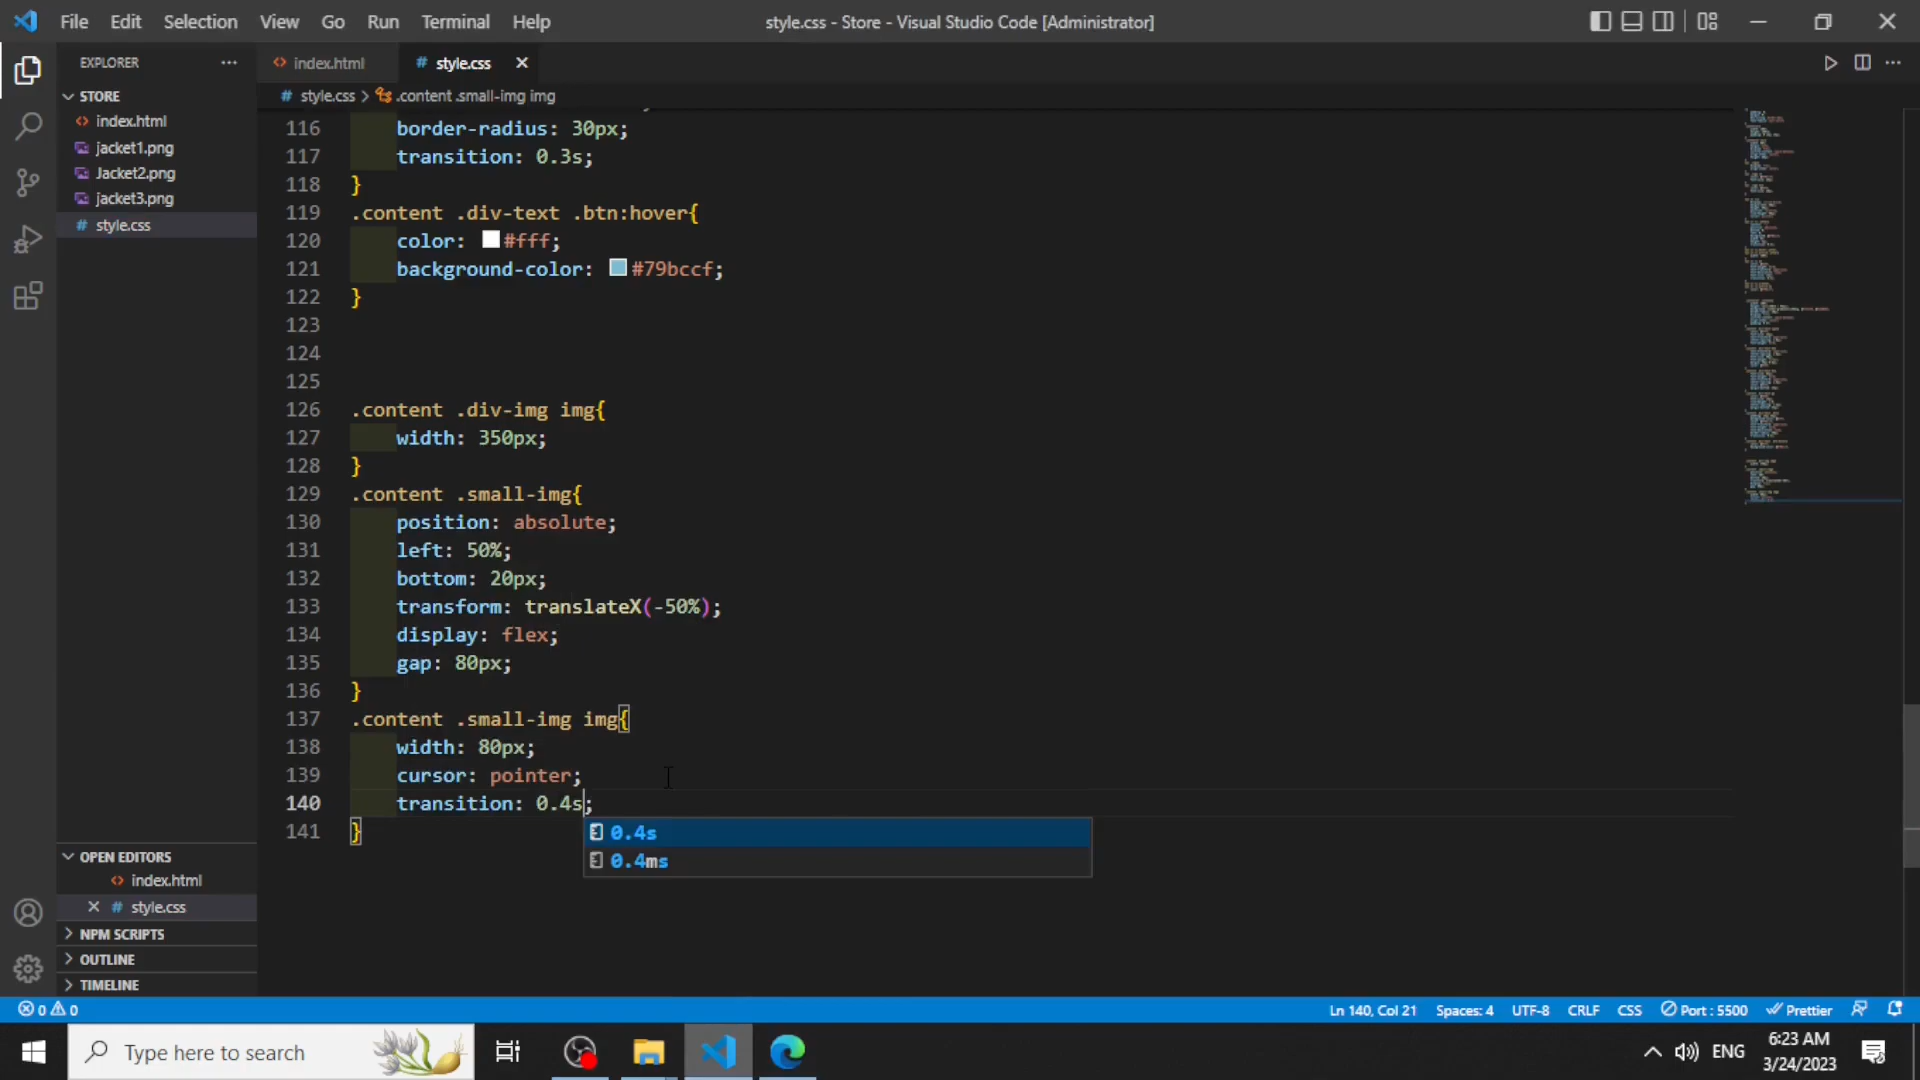 File Edit Selection View Go Run Terminal Help
style.css - Store - Visual Studio Code [Administrator]
EXPLORER
STORE
index.html
jacket1.png
Jacket2.png
jacket3.png
style.css
OPEN EDITORS
index.html
style.css
NPM SCRIPTS
OUTLINE
TIMELINE
index.html
style.css
style.css > .content .small-img img
116 border-radius: 30px;
117 transition: 0.3s;
118 }
119 .content .div-text .btn:hover{
120 color: #fff;
121 background-color: #79bccf;
122 }
123
124
125
126 .content .div-img img{
127 width: 350px;
128 }
129 .content .small-img{
130 position: absolute;
131 left: 50%;
132 bottom: 20px;
133 transform: translateX(-50%);
134 display: flex;
135 gap: 80px;
136 }
137 .content .small-img img{
138 width: 80px;
139 cursor: pointer;
140 transition: 0.4s;
141 }
0.4s
0.4ms
0 0
Ln 140, Col 21 Spaces: 4 UTF-8 CRLF CSS Port : 5500 Prettier
Type here to search
ENG
6:23 AM
3/24/2023